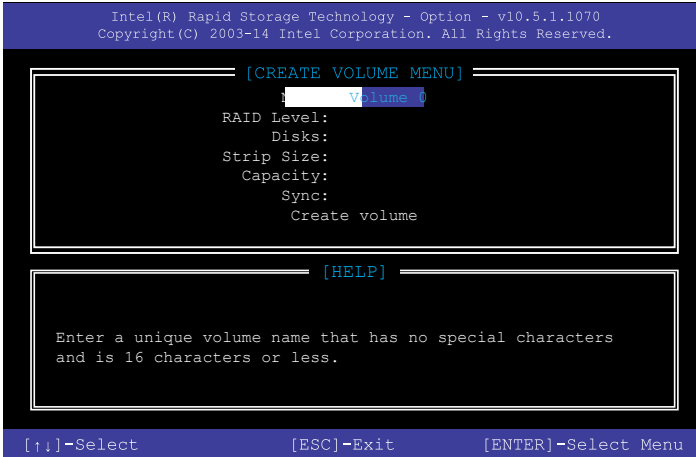 Intel(R) Rapid Storage Technology - Option - v10.5.1.1070
Copyright(C) 2003-14 Intel Corporation. All Rights Reserved.
[CREATE VOLUME MENU]
Volume 0
RAID Level:
Disks:
Strip Size:
Capacity:
Sync:
Create volume
[HELP]
Enter a unique volume name that has no special characters
and is 16 characters or less.
[↑↓]-Select [ESC]-Exit [ENTER]-Select Menu